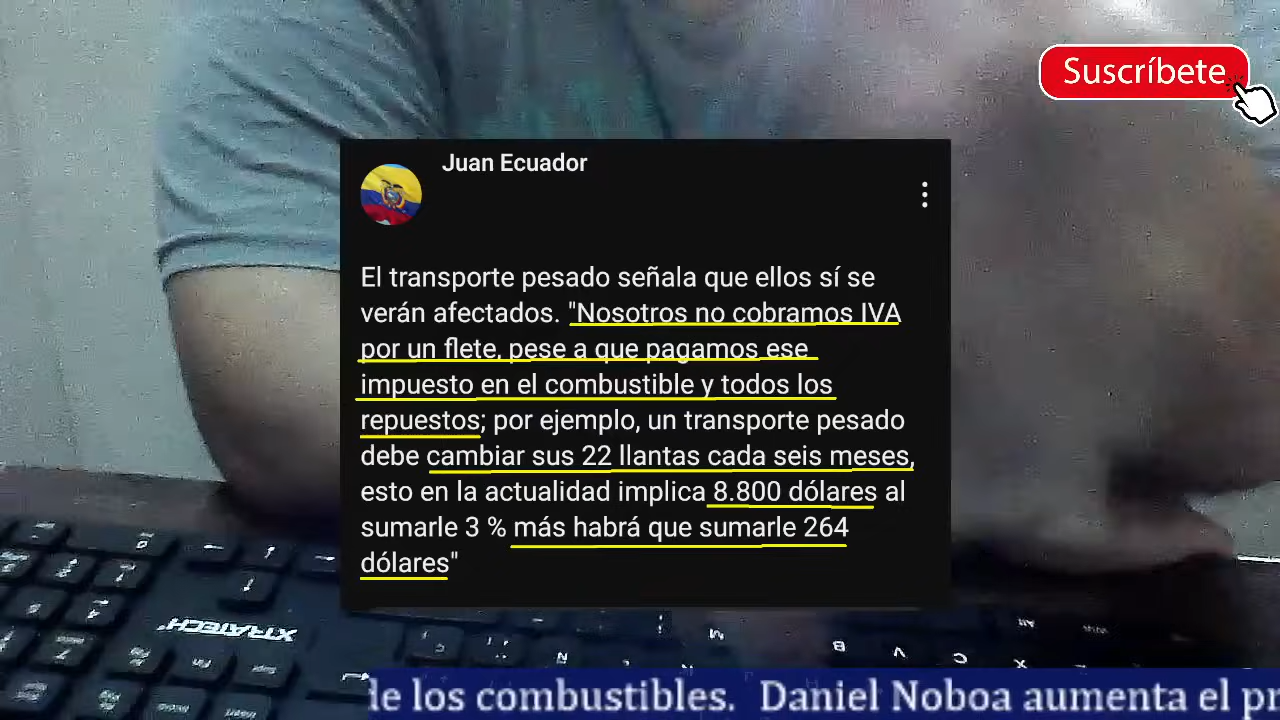 Suscríbete
Juan Ecuador
El transporte pesado señala que ellos sí se
verán afectados. "Nosotros no cobramos IVA
por un flete, pese a que pagamos ese
impuesto en el combustible y todos los
repuestos; por ejemplo, un transporte pesado
debe cambiar sus 22 llantas cada seis meses,
esto en la actualidad implica 8.800 dólares al
sumarle 3 % más habrá que sumarle 264
dólares"
XTRATECH
de los combustibles. Daniel Noboa aumenta el pr